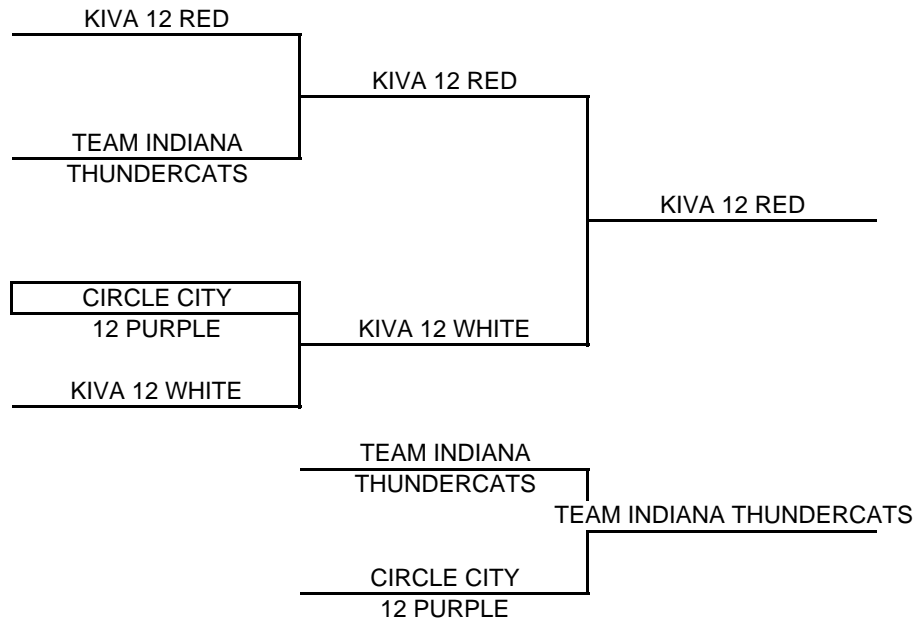 KIVA 12 RED
KIVA 12 RED
TEAM INDIANA
THUNDERCATS
KIVA 12 RED
CIRCLE CITY
12 PURPLE
KIVA 12 WHITE
KIVA 12 WHITE
TEAM INDIANA
THUNDERCATS
TEAM INDIANA THUNDERCATS
CIRCLE CITY
12 PURPLE